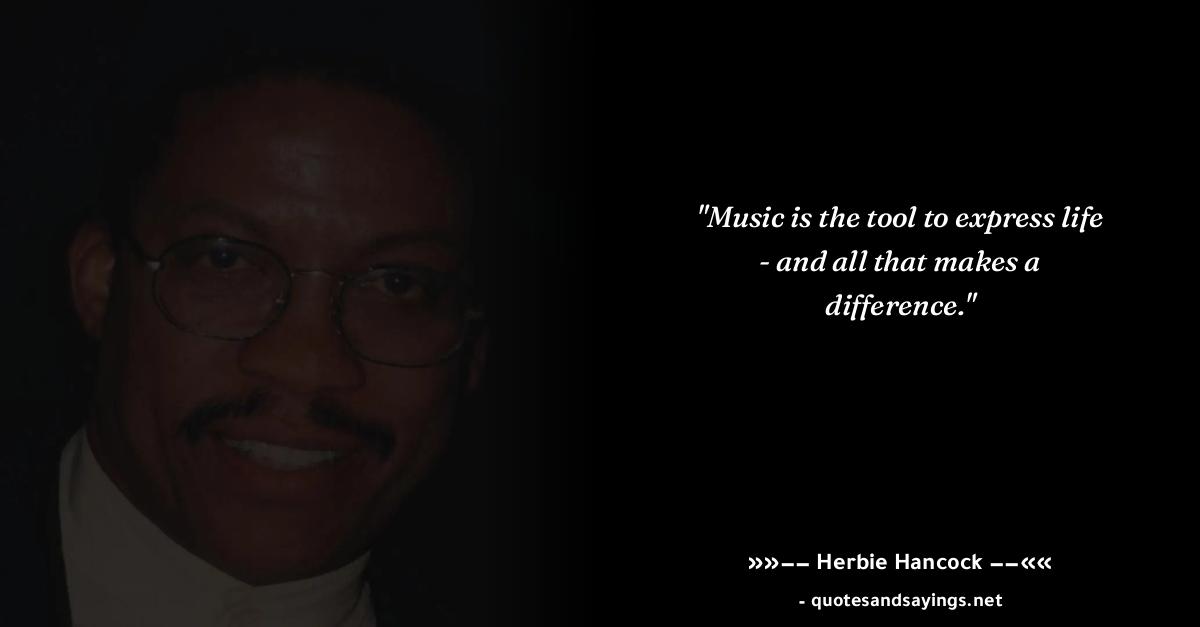 "Music is the tool to express life
- and all that makes a
difference."
»»−− Herbie Hancock −−««
- quotesandsayings.net